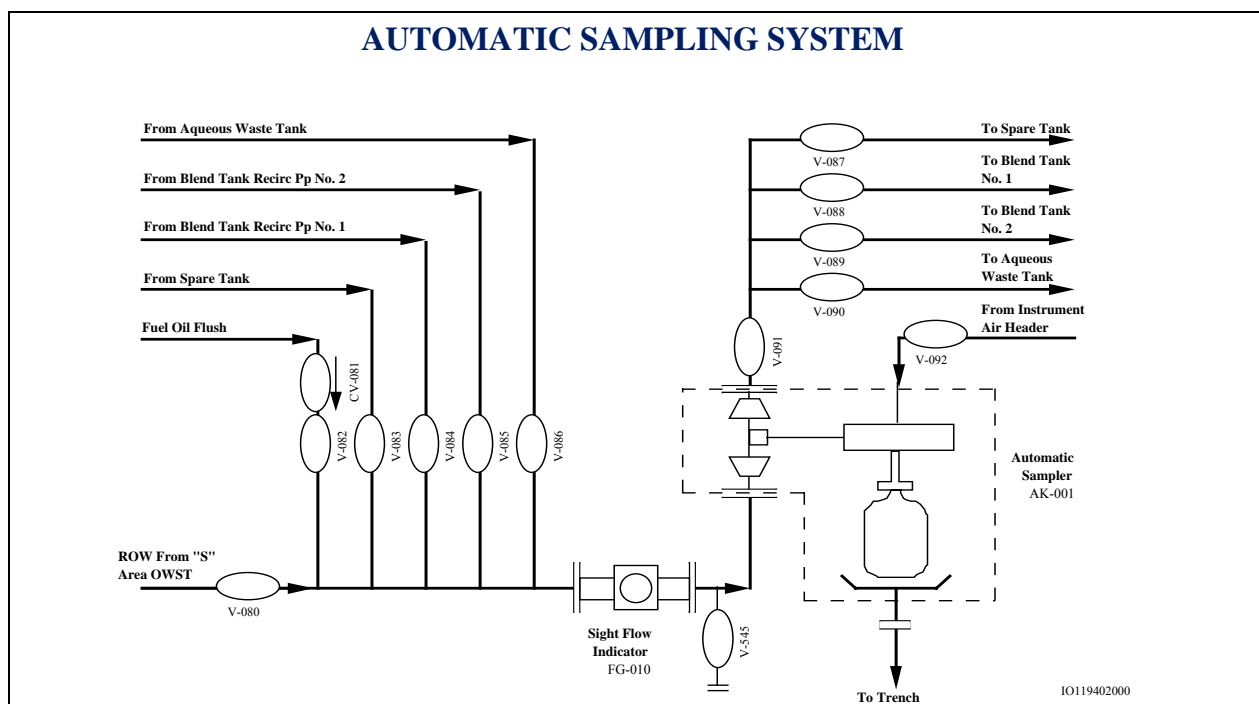 AUTOMATIC SAMPLING SYSTEM
From Aqueous Waste Tank
From Blend Tank Recirc Pp No. 2
From Blend Tank Recirc Pp No. 1
From Spare Tank
Fuel Oil Flush
CV-081
V-082
V-083
V-084
V-085
V-086
ROW From "S"
Area OWST
V-080
Sight Flow
Indicator
FG-010
V-545
V-091
To Spare Tank
V-087
To Blend Tank
No. 1
V-088
To Blend Tank
No. 2
V-089
To Aqueous
Waste Tank
V-090
From Instrument
Air Header
V-092
Automatic
Sampler
AK-001
To Trench
IO119402000